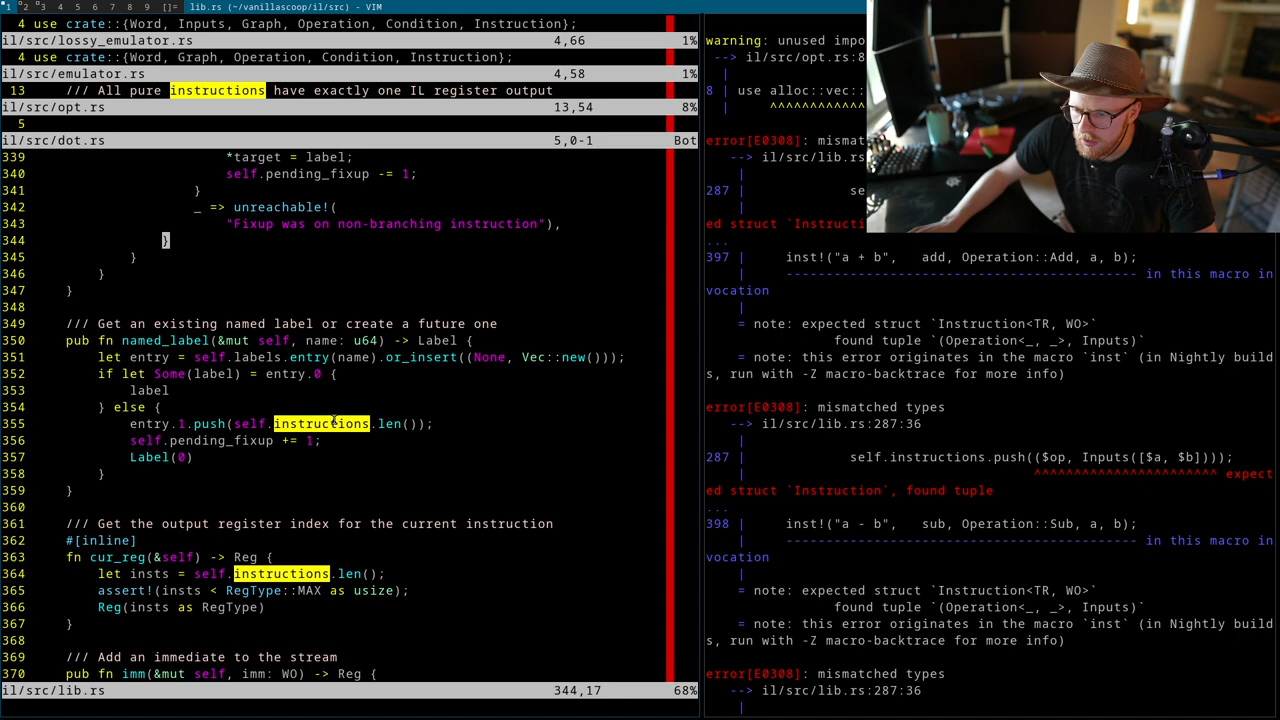 1 2 3 4 5 6 7 8 9 []= lib.rs (~/vanillascoop/il/src) - VIM
4 use crate::{Word, Inputs, Graph, Operation, Condition, Instruction};
il/src/lossy_emulator.rs 4,66 1%
4 use crate::{Word, Graph, Operation, Condition, Instruction};
il/src/emulator.rs 4,58 1%
13 /// All pure instructions have exactly one IL register output
il/src/opt.rs 13,54 8%
5
il/src/dot.rs 5,0-1 Bot
339 *target = label;
340 self.pending_fixup -= 1;
341 }
342 _ => unreachable!(
343 "Fixup was on non-branching instruction"),
344 }
345 }
346 }
347 }
348
349 /// Get an existing named label or create a future one
350 pub fn named_label(&mut self, name: u64) -> Label {
351 let entry = self.labels.entry(name).or_insert((None, Vec::new()));
352 if let Some(label) = entry.0 {
353 label
354 } else {
355 entry.1.push(self.instructions.len());
356 self.pending_fixup += 1;
357 Label(0)
358 }
359 }
360
361 /// Get the output register index for the current instruction
362 #[inline]
363 fn cur_reg(&self) -> Reg {
364 let insts = self.instructions.len();
365 assert!(insts < RegType::MAX as usize);
366 Reg(insts as RegType)
367 }
368
369 /// Add an immediate to the stream
370 pub fn imm(&mut self, imm: WO) -> Reg {
il/src/lib.rs 344,17 68%
warning: unused impo
--> il/src/opt.rs:8
|
8 | use alloc::vec::
| ^^^^^^^^^^^^
error[E0308]: mismat
--> il/src/lib.rs
|
287 | se
ed struct `Instructi
...
397 | inst!("a + b", add, Operation::Add, a, b);
| ----------------------------------------- in this macro in
vocation
|
= note: expected struct `Instruction<TR, WO>`
found tuple `(Operation<_, _>, Inputs)`
= note: this error originates in the macro `inst` (in Nightly build
s, run with -Z macro-backtrace for more info)
error[E0308]: mismatched types
--> il/src/lib.rs:287:36
|
287 | self.instructions.push(($op, Inputs([$a, $b])));
| ^^^^^^^^^^^^^^^^^^^^^^^ expect
ed struct `Instruction`, found tuple
...
398 | inst!("a - b", sub, Operation::Sub, a, b);
| ----------------------------------------- in this macro in
vocation
|
= note: expected struct `Instruction<TR, WO>`
found tuple `(Operation<_, _>, Inputs)`
= note: this error originates in the macro `inst` (in Nightly build
s, run with -Z macro-backtrace for more info)
error[E0308]: mismatched types
--> il/src/lib.rs:287:36
|